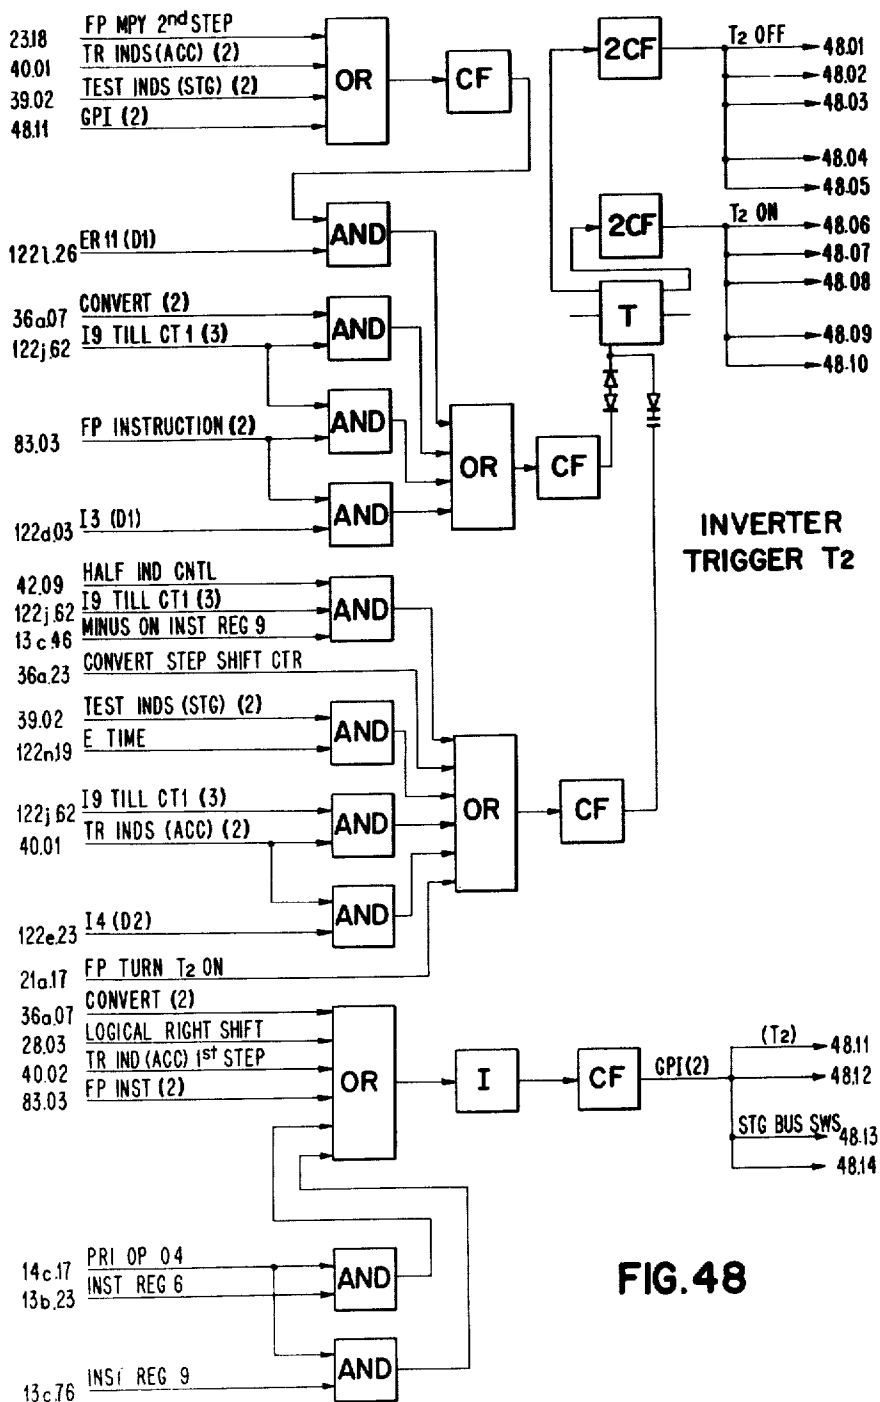 23.18 FP MPY 2nd STEP
40.01 TR INDS (ACC) (2)
39.02 TEST INDS (STG) (2)
48.11 GPI (2)
OR
CF
2CF
T2 OFF
48.01
48.02
48.03
48.04
48.05
122l.26 ER11 (D1)
AND
2CF
T2 ON
48.06
48.07
48.08
48.09
48.10
T
36a.07 CONVERT (2)
122j.62 I9 TILL CT1 (3)
AND
83.03 FP INSTRUCTION (2)
AND
122d.03 I3 (D1)
AND
OR
CF
INVERTER
TRIGGER T2
42.09 HALF IND CNTL
122j.62 I9 TILL CT1 (3)
13c.46 MINUS ON INST REG 9
AND
36a.23 CONVERT STEP SHIFT CTR
39.02 TEST INDS (STG) (2)
122n.19 E TIME
AND
122j.62 I9 TILL CT1 (3)
40.01 TR INDS (ACC) (2)
AND
122e.23 I4 (D2)
AND
21a.17 FP TURN T2 ON
OR
CF
36a.07 CONVERT (2)
28.03 LOGICAL RIGHT SHIFT
40.02 TR IND (ACC) 1st STEP
83.03 FP INST (2)
OR
I
CF
GPI (2)
(T2) 48.11
48.12
STG BUS SWS 48.13
48.14
14c.17 PRI OP 04
13b.23 INST REG 6
AND
13c.76 INST REG 9
AND
FIG. 48